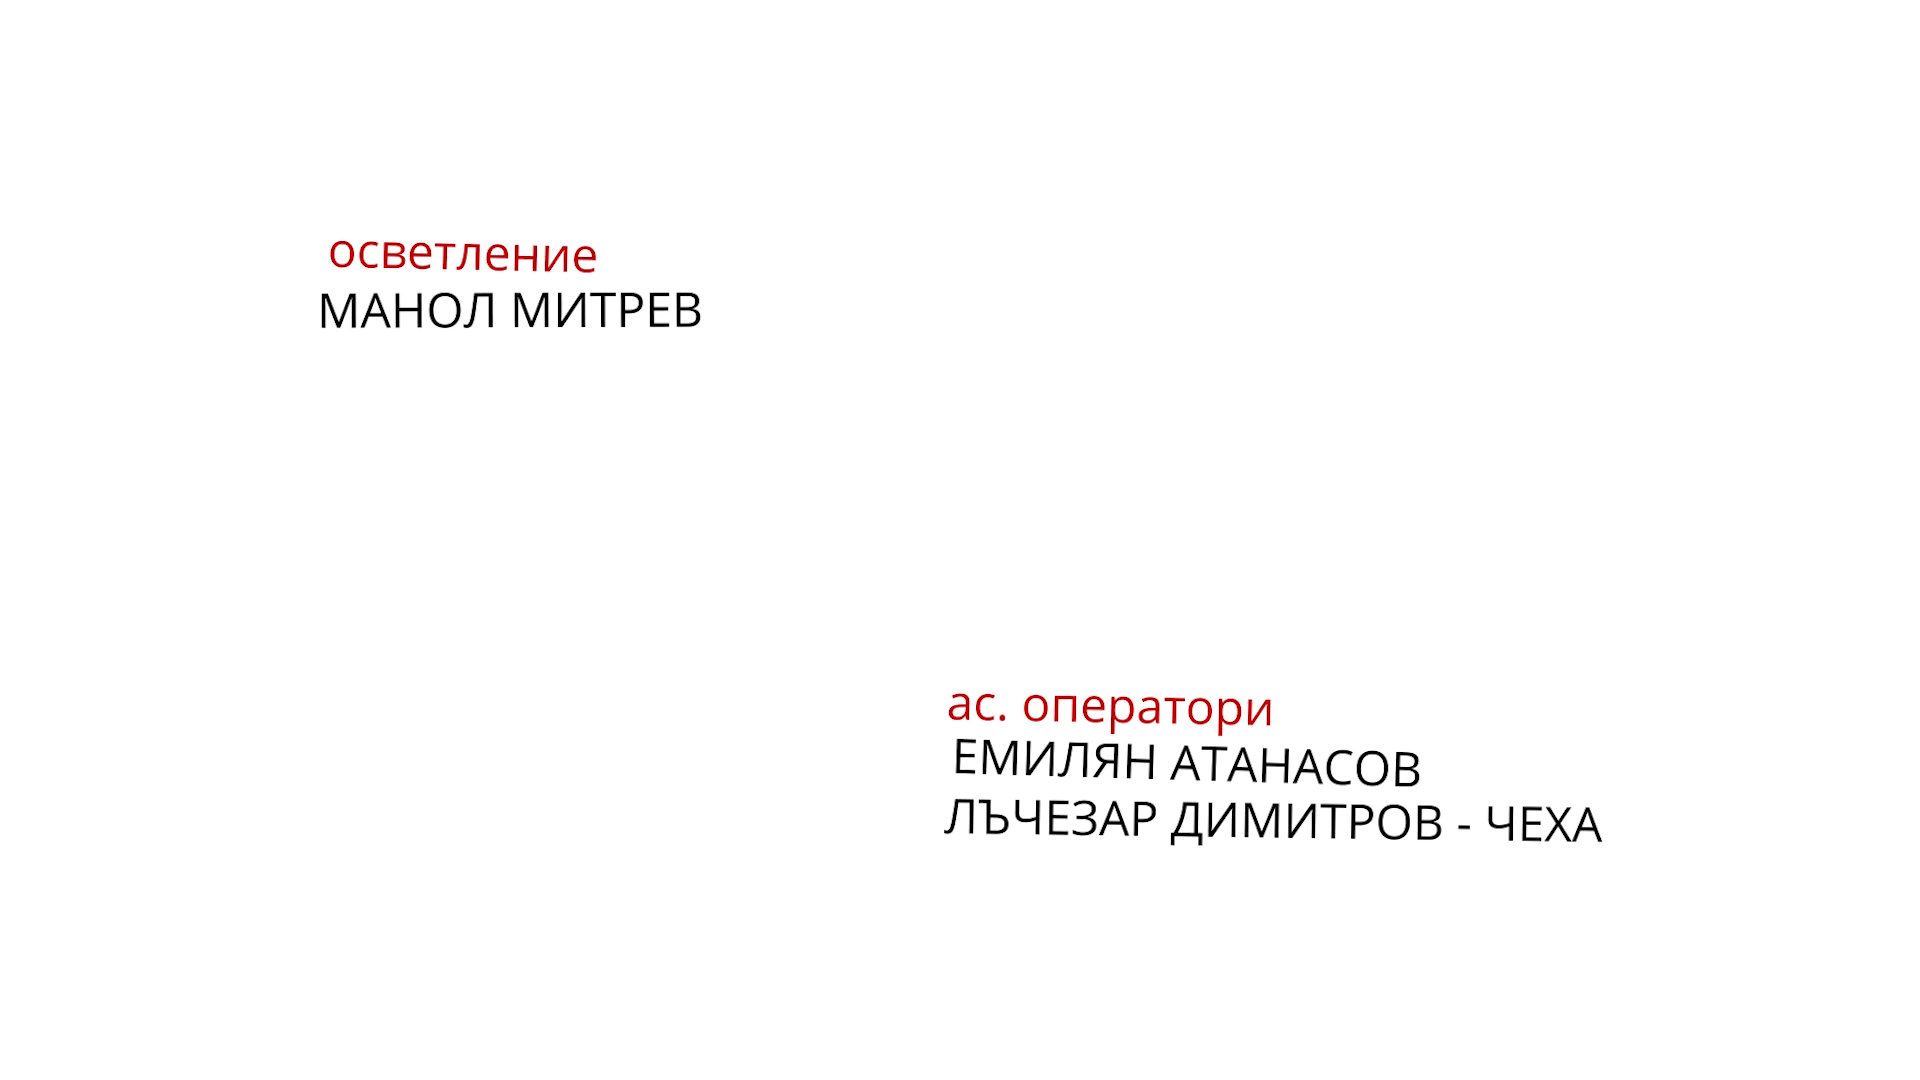 осветление
МАНОЛ МИТРЕВ
ас. оператори
ЕМИЛЯН АТАНАСОВ
ЛЪЧЕЗАР ДИМИТРОВ - ЧЕХА